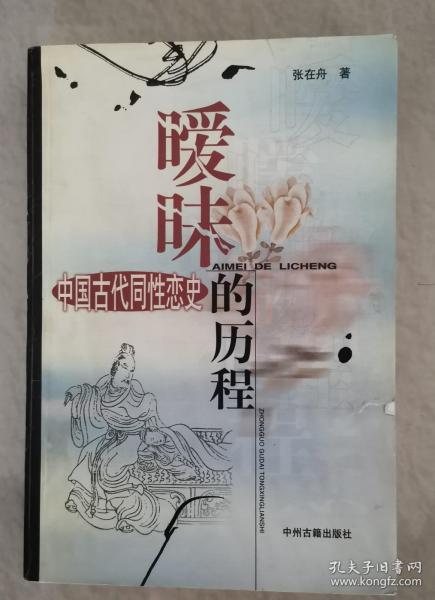 张在舟 著
暧昧
AIMEI DE LICHENG
的历程
中国古代同性恋史
ZHONGGUO GUDAI TONGXINGLIANSHI
中州古籍出版社
孔夫子旧书网
www.kongfz.com